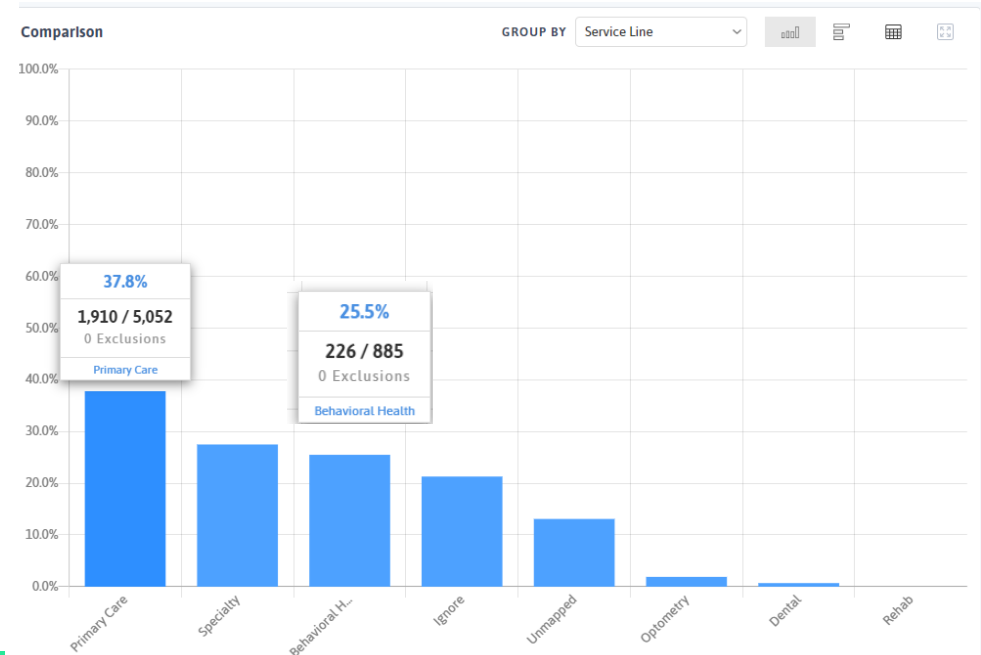 Comparison
GROUP BY Service Line
100.0%
90.0%
80.0%
70.0%
60.0%
50.0%
40.0%
30.0%
20.0%
10.0%
0.0%
37.8%
1,910 / 5,052
0 Exclusions
Primary Care
25.5%
226 / 885
0 Exclusions
Behavioral Health
Primary Care
Specialty
Behavioral H...
Ignore
Unmapped
Optometry
Dental
Rehab